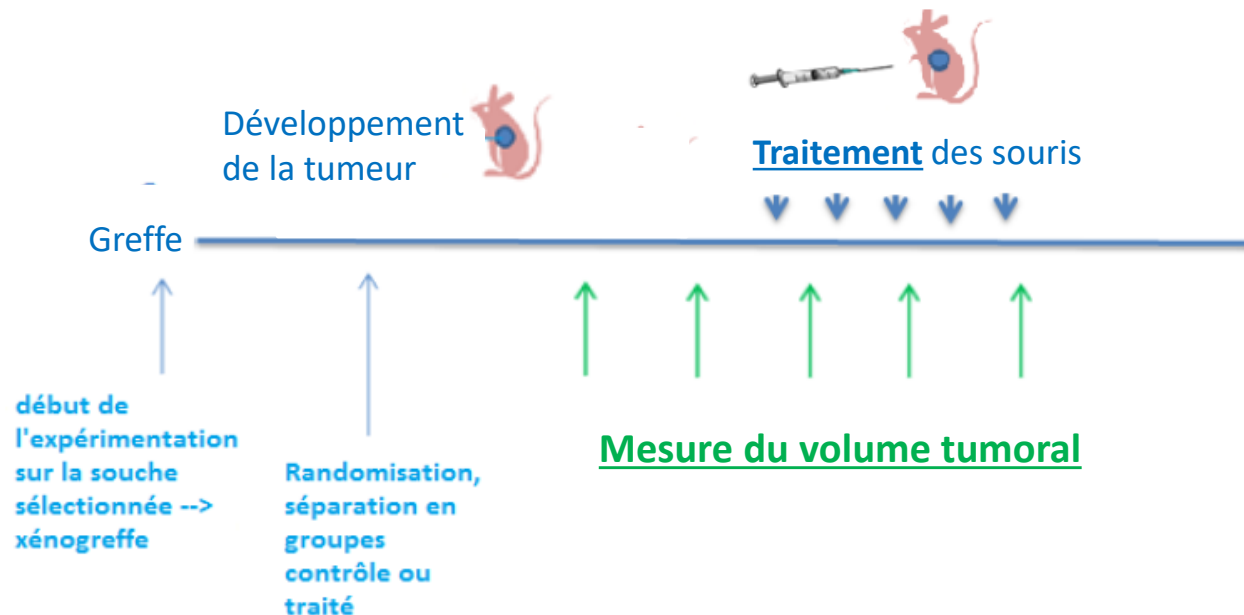 Développement
de la tumeur
Traitement des souris
Greffe
début de
l'expérimentation
sur la souche
sélectionnée -->
xénogreffe
Randomisation,
séparation en
groupes
contrôle ou
traité
Mesure du volume tumoral